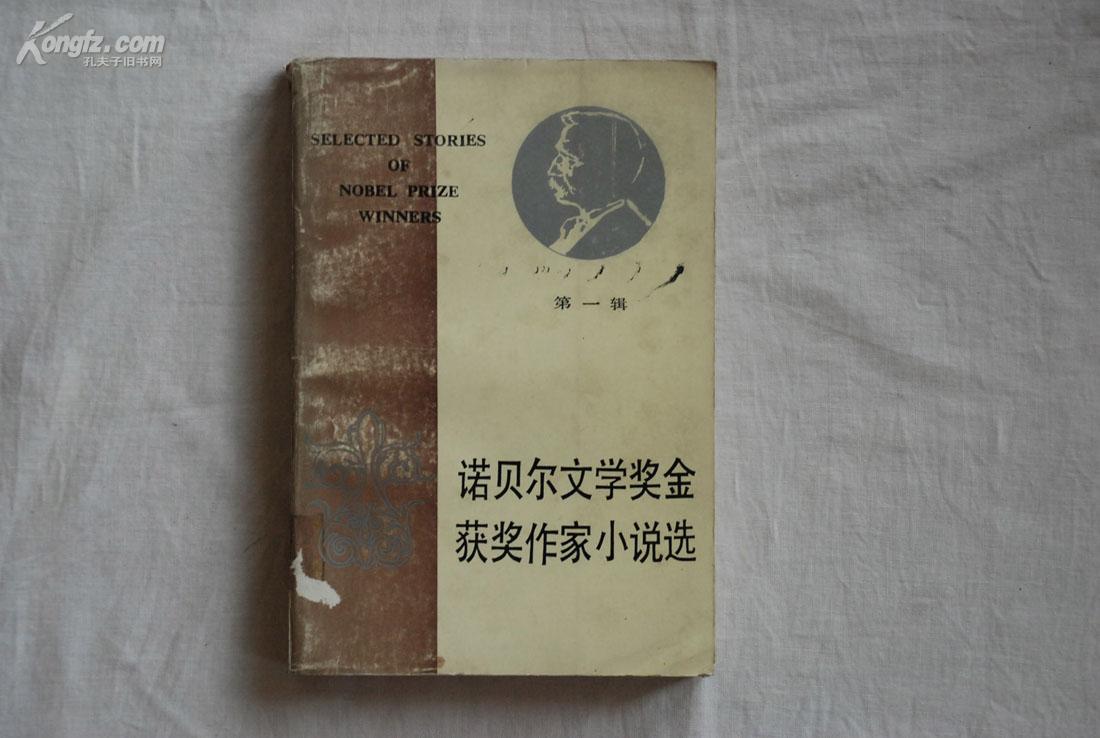 Kongfz.com
孔夫子旧书网
SELECTED STORIES
OF
NOBEL PRIZE
WINNERS
第一辑
诺贝尔文学奖金
获奖作家小说选